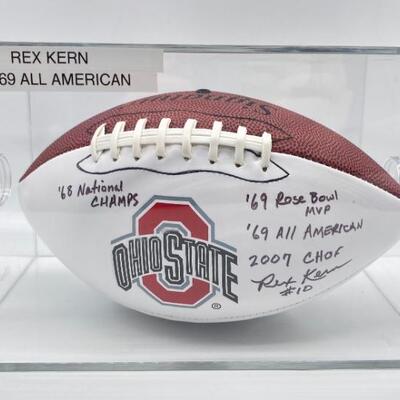 REX KERN
69 ALL AMERICAN
'68 National
CHAMPS
'69 Rose Bowl
MVP
'69 All AMERICAN
2007 CHOF
Rex Kern
#10
OHIO STATE
®